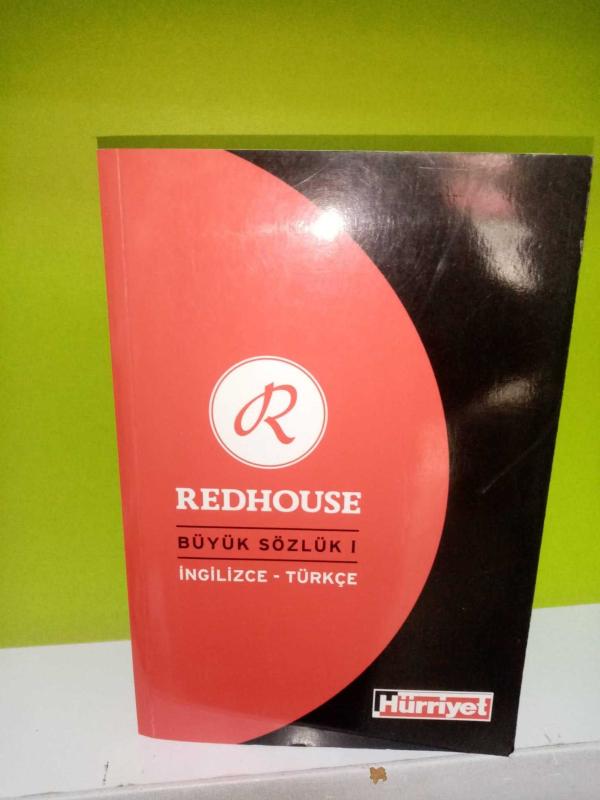 R
REDHOUSE
BÜYÜK SÖZLÜK I
İNGİLİZCE - TÜRKÇE
Hürriyet